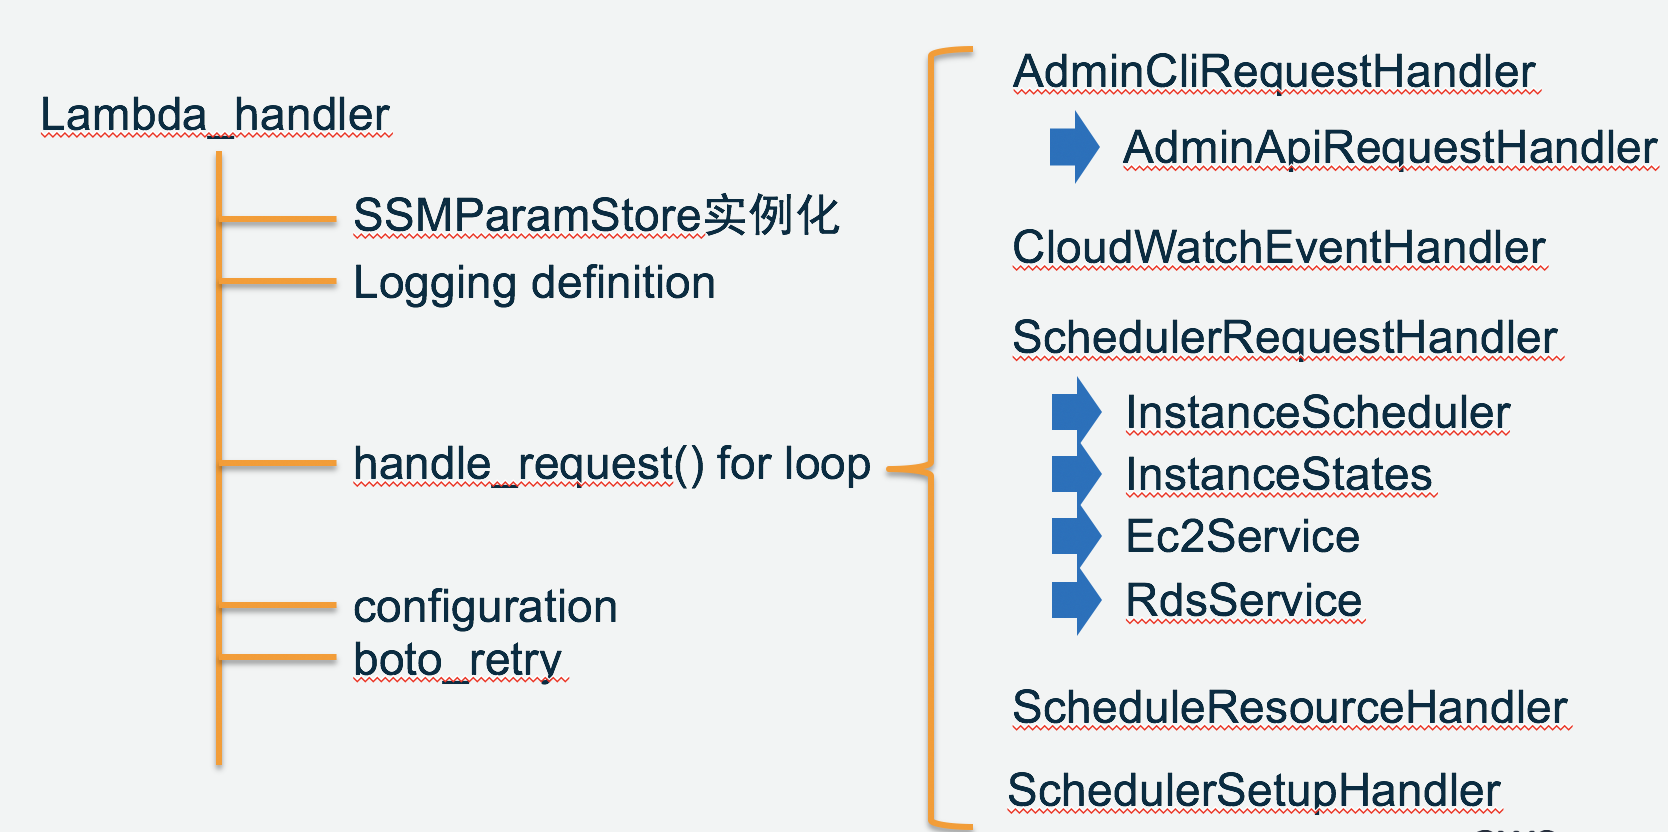 Lambda_handler
SSMParamStore实例化
Logging definition
handle_request() for loop
configuration
boto_retry
AdminCliRequestHandler
AdminApiRequestHandler
CloudWatchEventHandler
SchedulerRequestHandler
InstanceScheduler
InstanceStates
Ec2Service
RdsService
ScheduleResourceHandler
SchedulerSetupHandler